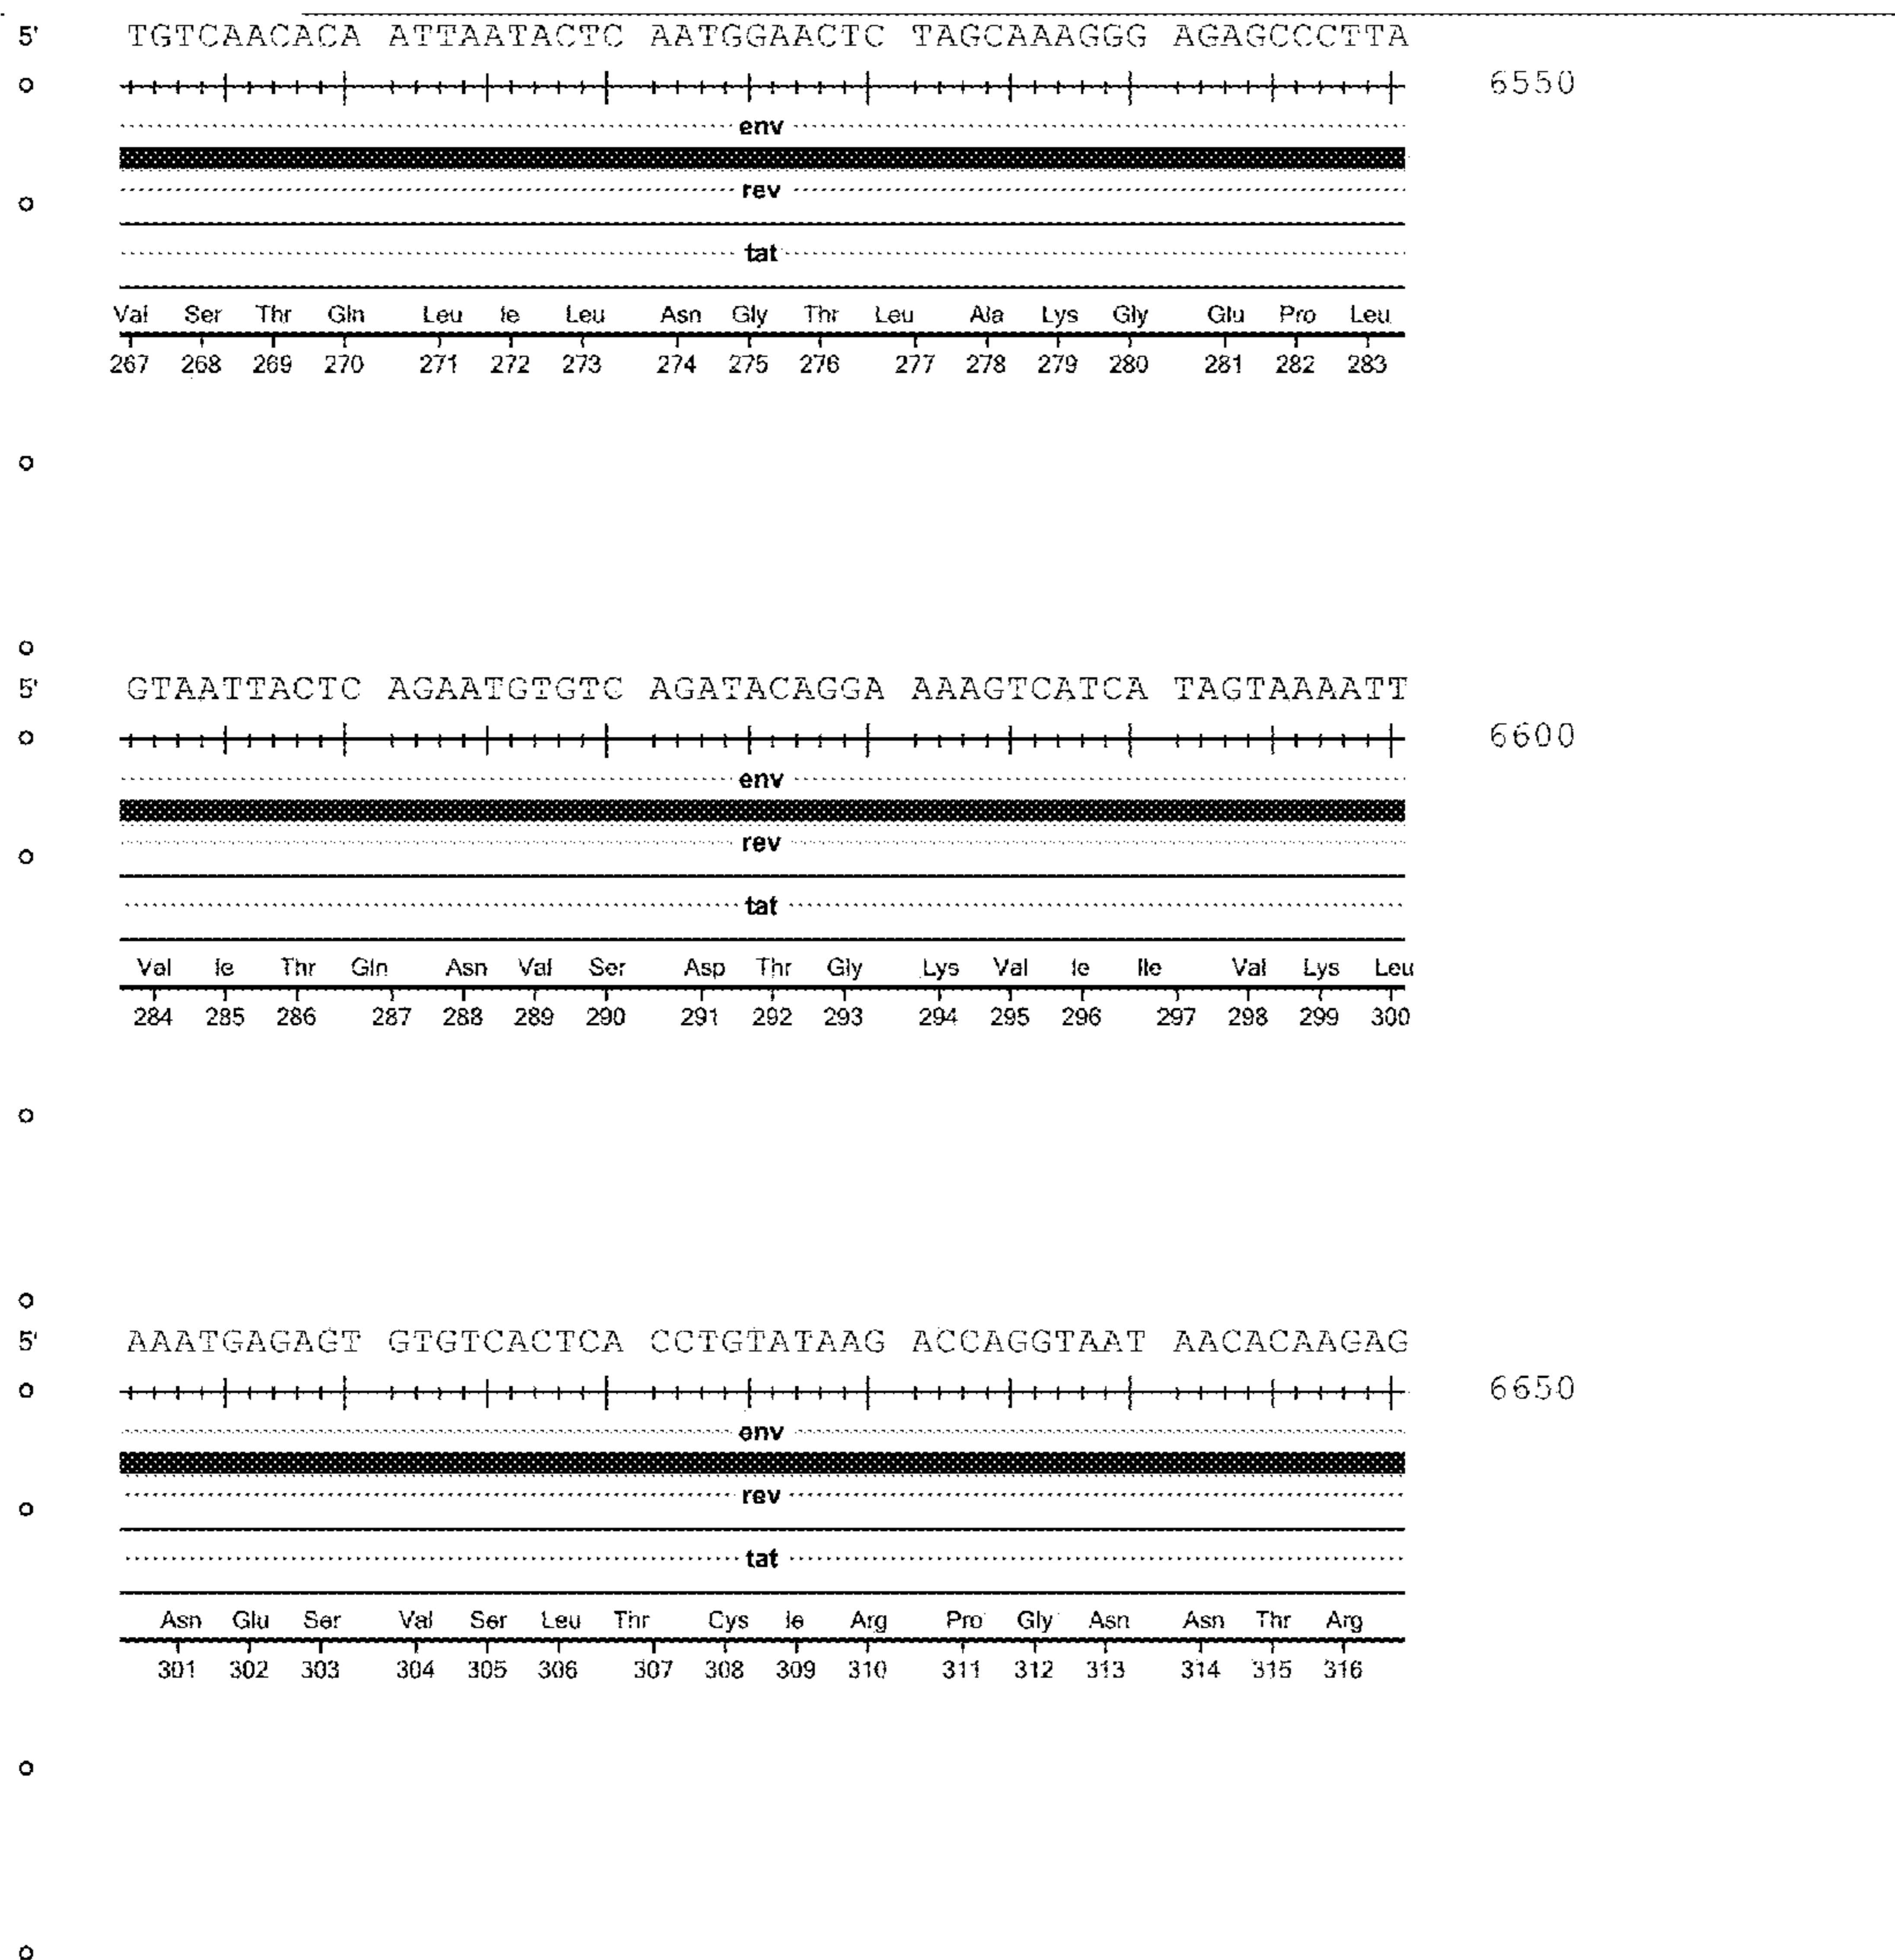 5' TGTCAACACA ATTAATACTC AATGGAACTC TAGCAAAGGG AGAGCCCTTA
6550
env
rev
tat
Val Ser Thr Gln Leu Ie Leu Asn Gly Thr Leu Ala Lys Gly Glu Pro Leu
267 268 269 270 271 272 273 274 275 276 277 278 279 280 281 282 283
5' GTAATTACTC AGAATGTGTC AGATACAGGA AAAGTCATCA TAGTAAAATT
6600
env
rev
tat
Val Ie Thr Gln Asn Val Ser Asp Thr Gly Lys Val Ie Ile Val Lys Leu
284 285 286 287 288 289 290 291 292 293 294 295 296 297 298 299 300
5' AAATGAGAGT GTGTCACTCA CCTGTATAAG ACCAGGTAAT AACACAAGAG
6650
env
rev
tat
Asn Glu Ser Val Ser Leu Thr Cys Ie Arg Pro Gly Asn Asn Thr Arg
301 302 303 304 305 306 307 308 309 310 311 312 313 314 315 316